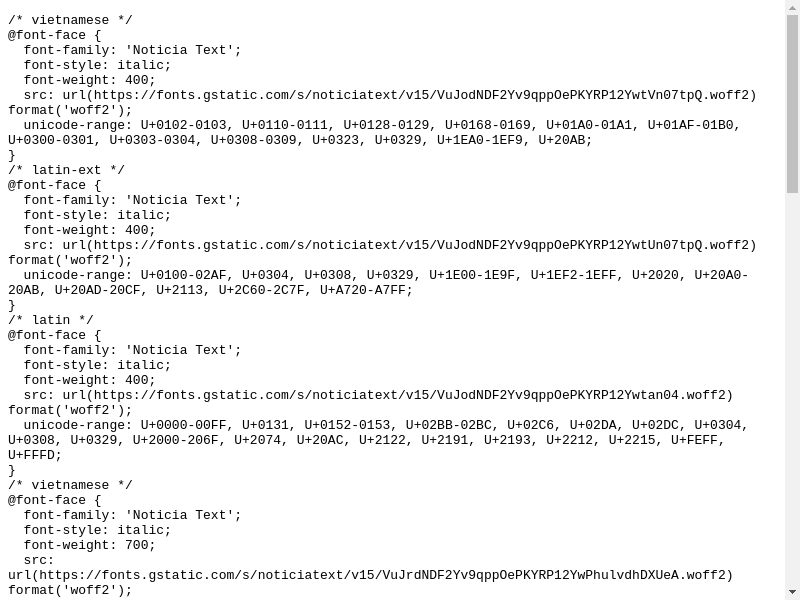 /* vietnamese */
@font-face {
  font-family: 'Noticia Text';
  font-style: italic;
  font-weight: 400;
  src: url(https://fonts.gstatic.com/s/noticiatext/v15/VuJodNDF2Yv9qppOePKYRP12YwtVn07tpQ.woff2)
format('woff2');
  unicode-range: U+0102-0103, U+0110-0111, U+0128-0129, U+0168-0169, U+01A0-01A1, U+01AF-01B0,
U+0300-0301, U+0303-0304, U+0308-0309, U+0323, U+0329, U+1EA0-1EF9, U+20AB;
}
/* latin-ext */
@font-face {
  font-family: 'Noticia Text';
  font-style: italic;
  font-weight: 400;
  src: url(https://fonts.gstatic.com/s/noticiatext/v15/VuJodNDF2Yv9qppOePKYRP12YwtUn07tpQ.woff2)
format('woff2');
  unicode-range: U+0100-02AF, U+0304, U+0308, U+0329, U+1E00-1E9F, U+1EF2-1EFF, U+2020, U+20A0-
20AB, U+20AD-20CF, U+2113, U+2C60-2C7F, U+A720-A7FF;
}
/* latin */
@font-face {
  font-family: 'Noticia Text';
  font-style: italic;
  font-weight: 400;
  src: url(https://fonts.gstatic.com/s/noticiatext/v15/VuJodNDF2Yv9qppOePKYRP12Ywtan04.woff2)
format('woff2');
  unicode-range: U+0000-00FF, U+0131, U+0152-0153, U+02BB-02BC, U+02C6, U+02DA, U+02DC, U+0304,
U+0308, U+0329, U+2000-206F, U+2074, U+20AC, U+2122, U+2191, U+2193, U+2212, U+2215, U+FEFF,
U+FFFD;
}
/* vietnamese */
@font-face {
  font-family: 'Noticia Text';
  font-style: italic;
  font-weight: 700;
  src:
url(https://fonts.gstatic.com/s/noticiatext/v15/VuJrdNDF2Yv9qppOePKYRP12YwPhulvdhDXUeA.woff2)
format('woff2');